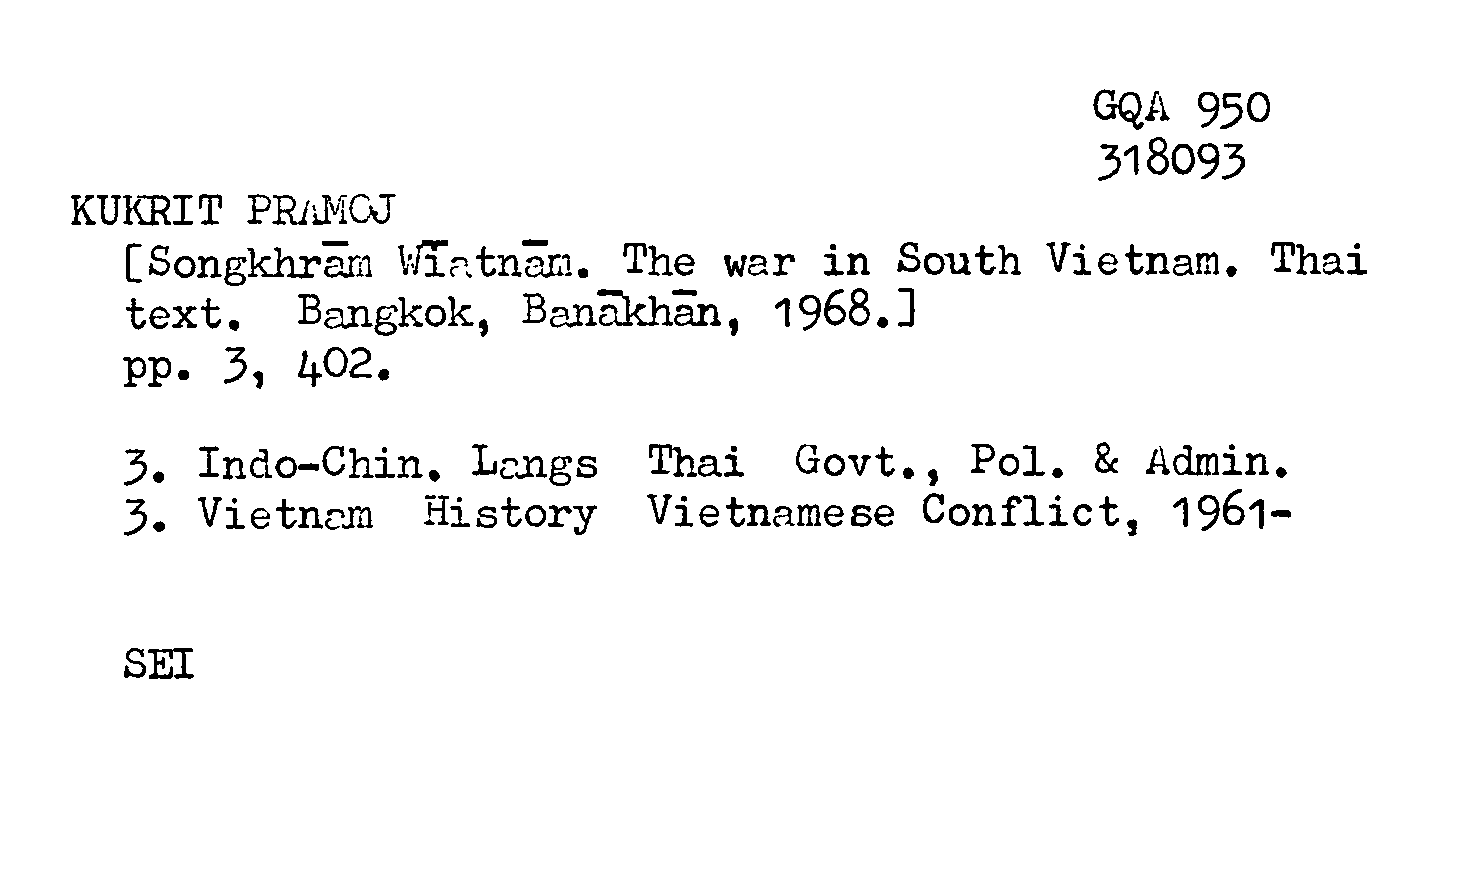 GQA 950
318093
KUKRIT PRAMOJ
[Songkhrām Wīatnām. The war in South Vietnam. Thai
text. Bangkok, Banākhān, 1968.]
pp. 3, 402.
3. Indo-Chin. Langs Thai Govt., Pol. & Admin.
3. Vietnam History Vietnamese Conflict, 1961-
SEI